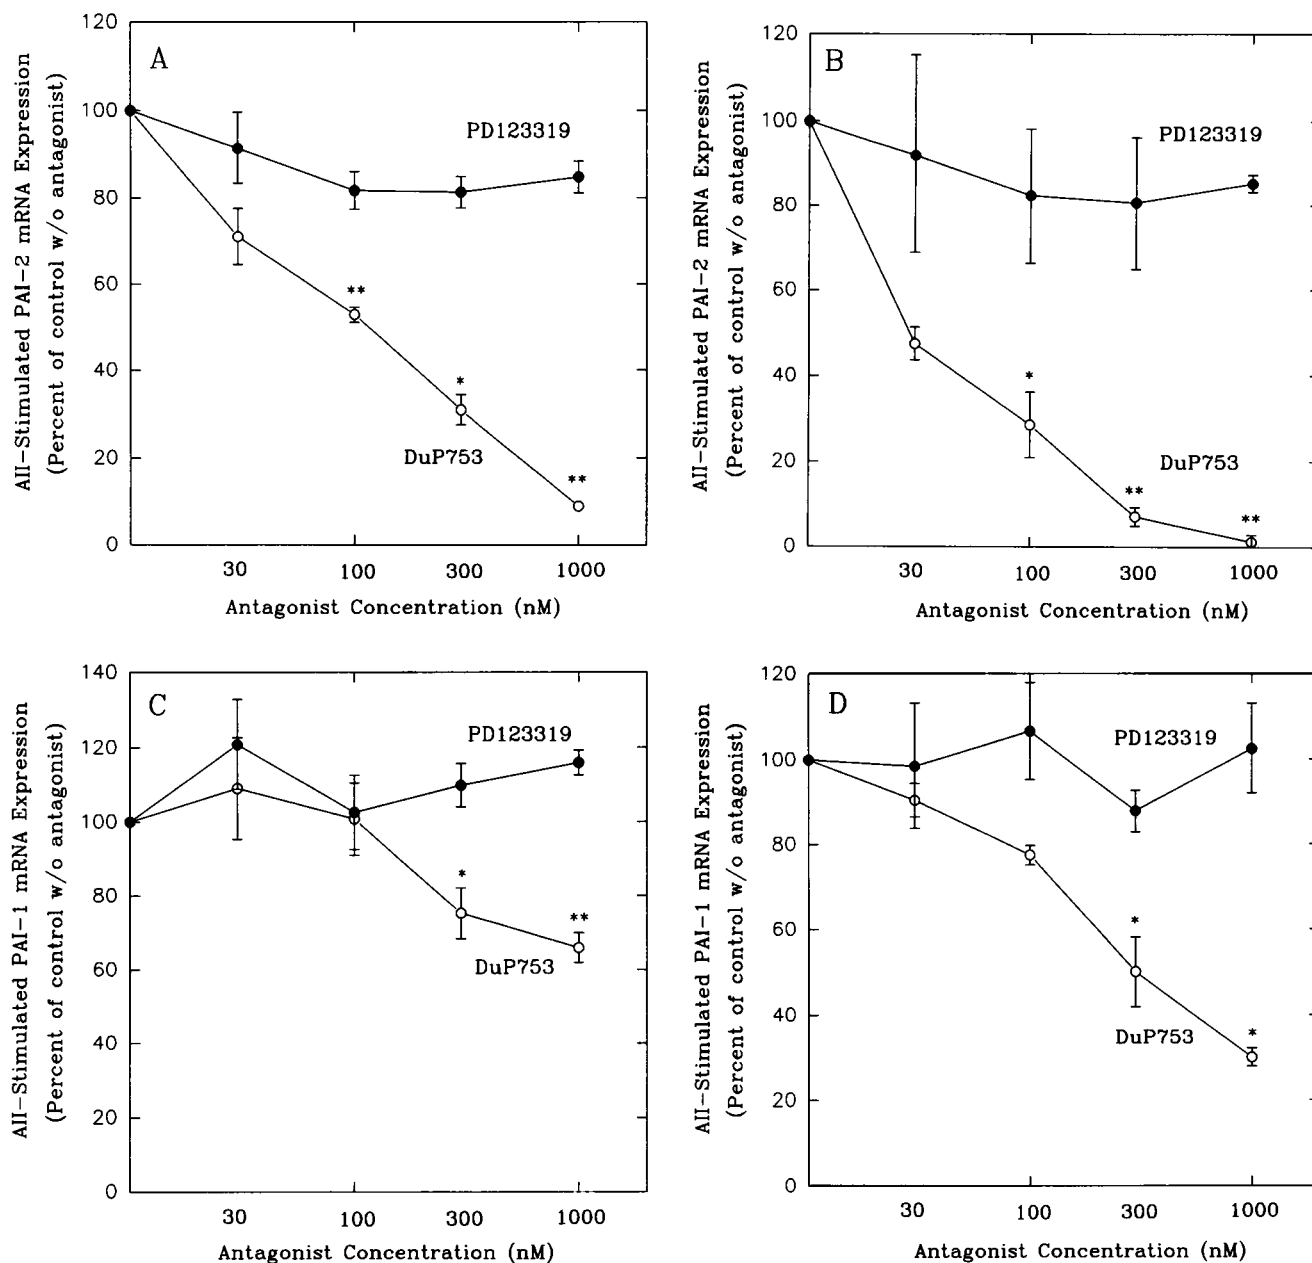 A
AII-Stimulated PAI-2 mRNA Expression
(Percent of control w/o antagonist)
120
100
80
60
40
20
0
PD123319
**
*
DuP753
**
30 100 300 1000
Antagonist Concentration (nM)
B
AII-Stimulated PAI-2 mRNA Expression
(Percent of control w/o antagonist)
120
100
80
60
40
20
0
PD123319
*
DuP753
**
**
30 100 300 1000
Antagonist Concentration (nM)
C
AII-Stimulated PAI-1 mRNA Expression
(Percent of control w/o antagonist)
140
120
100
80
60
40
20
0
PD123319
*
**
DuP753
30 100 300 1000
Antagonist Concentration (nM)
D
AII-Stimulated PAI-1 mRNA Expression
(Percent of control w/o antagonist)
120
100
80
60
40
20
0
PD123319
*
DuP753
*
30 100 300 1000
Antagonist Concentration (nM)